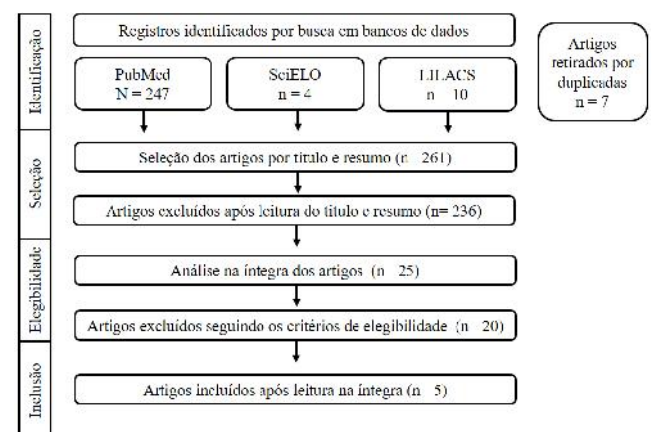 Identificação
Registros identificados por busca em bancos de dados
PubMed
N = 247
SciELO
n = 4
LILACS
n 10
Artigos
retirados por
duplicadas
n = 7
Seleção
Seleção dos artigos por titulo e resumo (n 261)
Artigos excluídos após leitura do titulo e resumo (n= 236)
Elegibilidade
Análise na íntegra dos artigos (n 25)
Artigos excluídos seguindo os critérios de elegibilidade (n 20)
Inclusão
Artigos incluídos após leitura na íntegra (n 5)